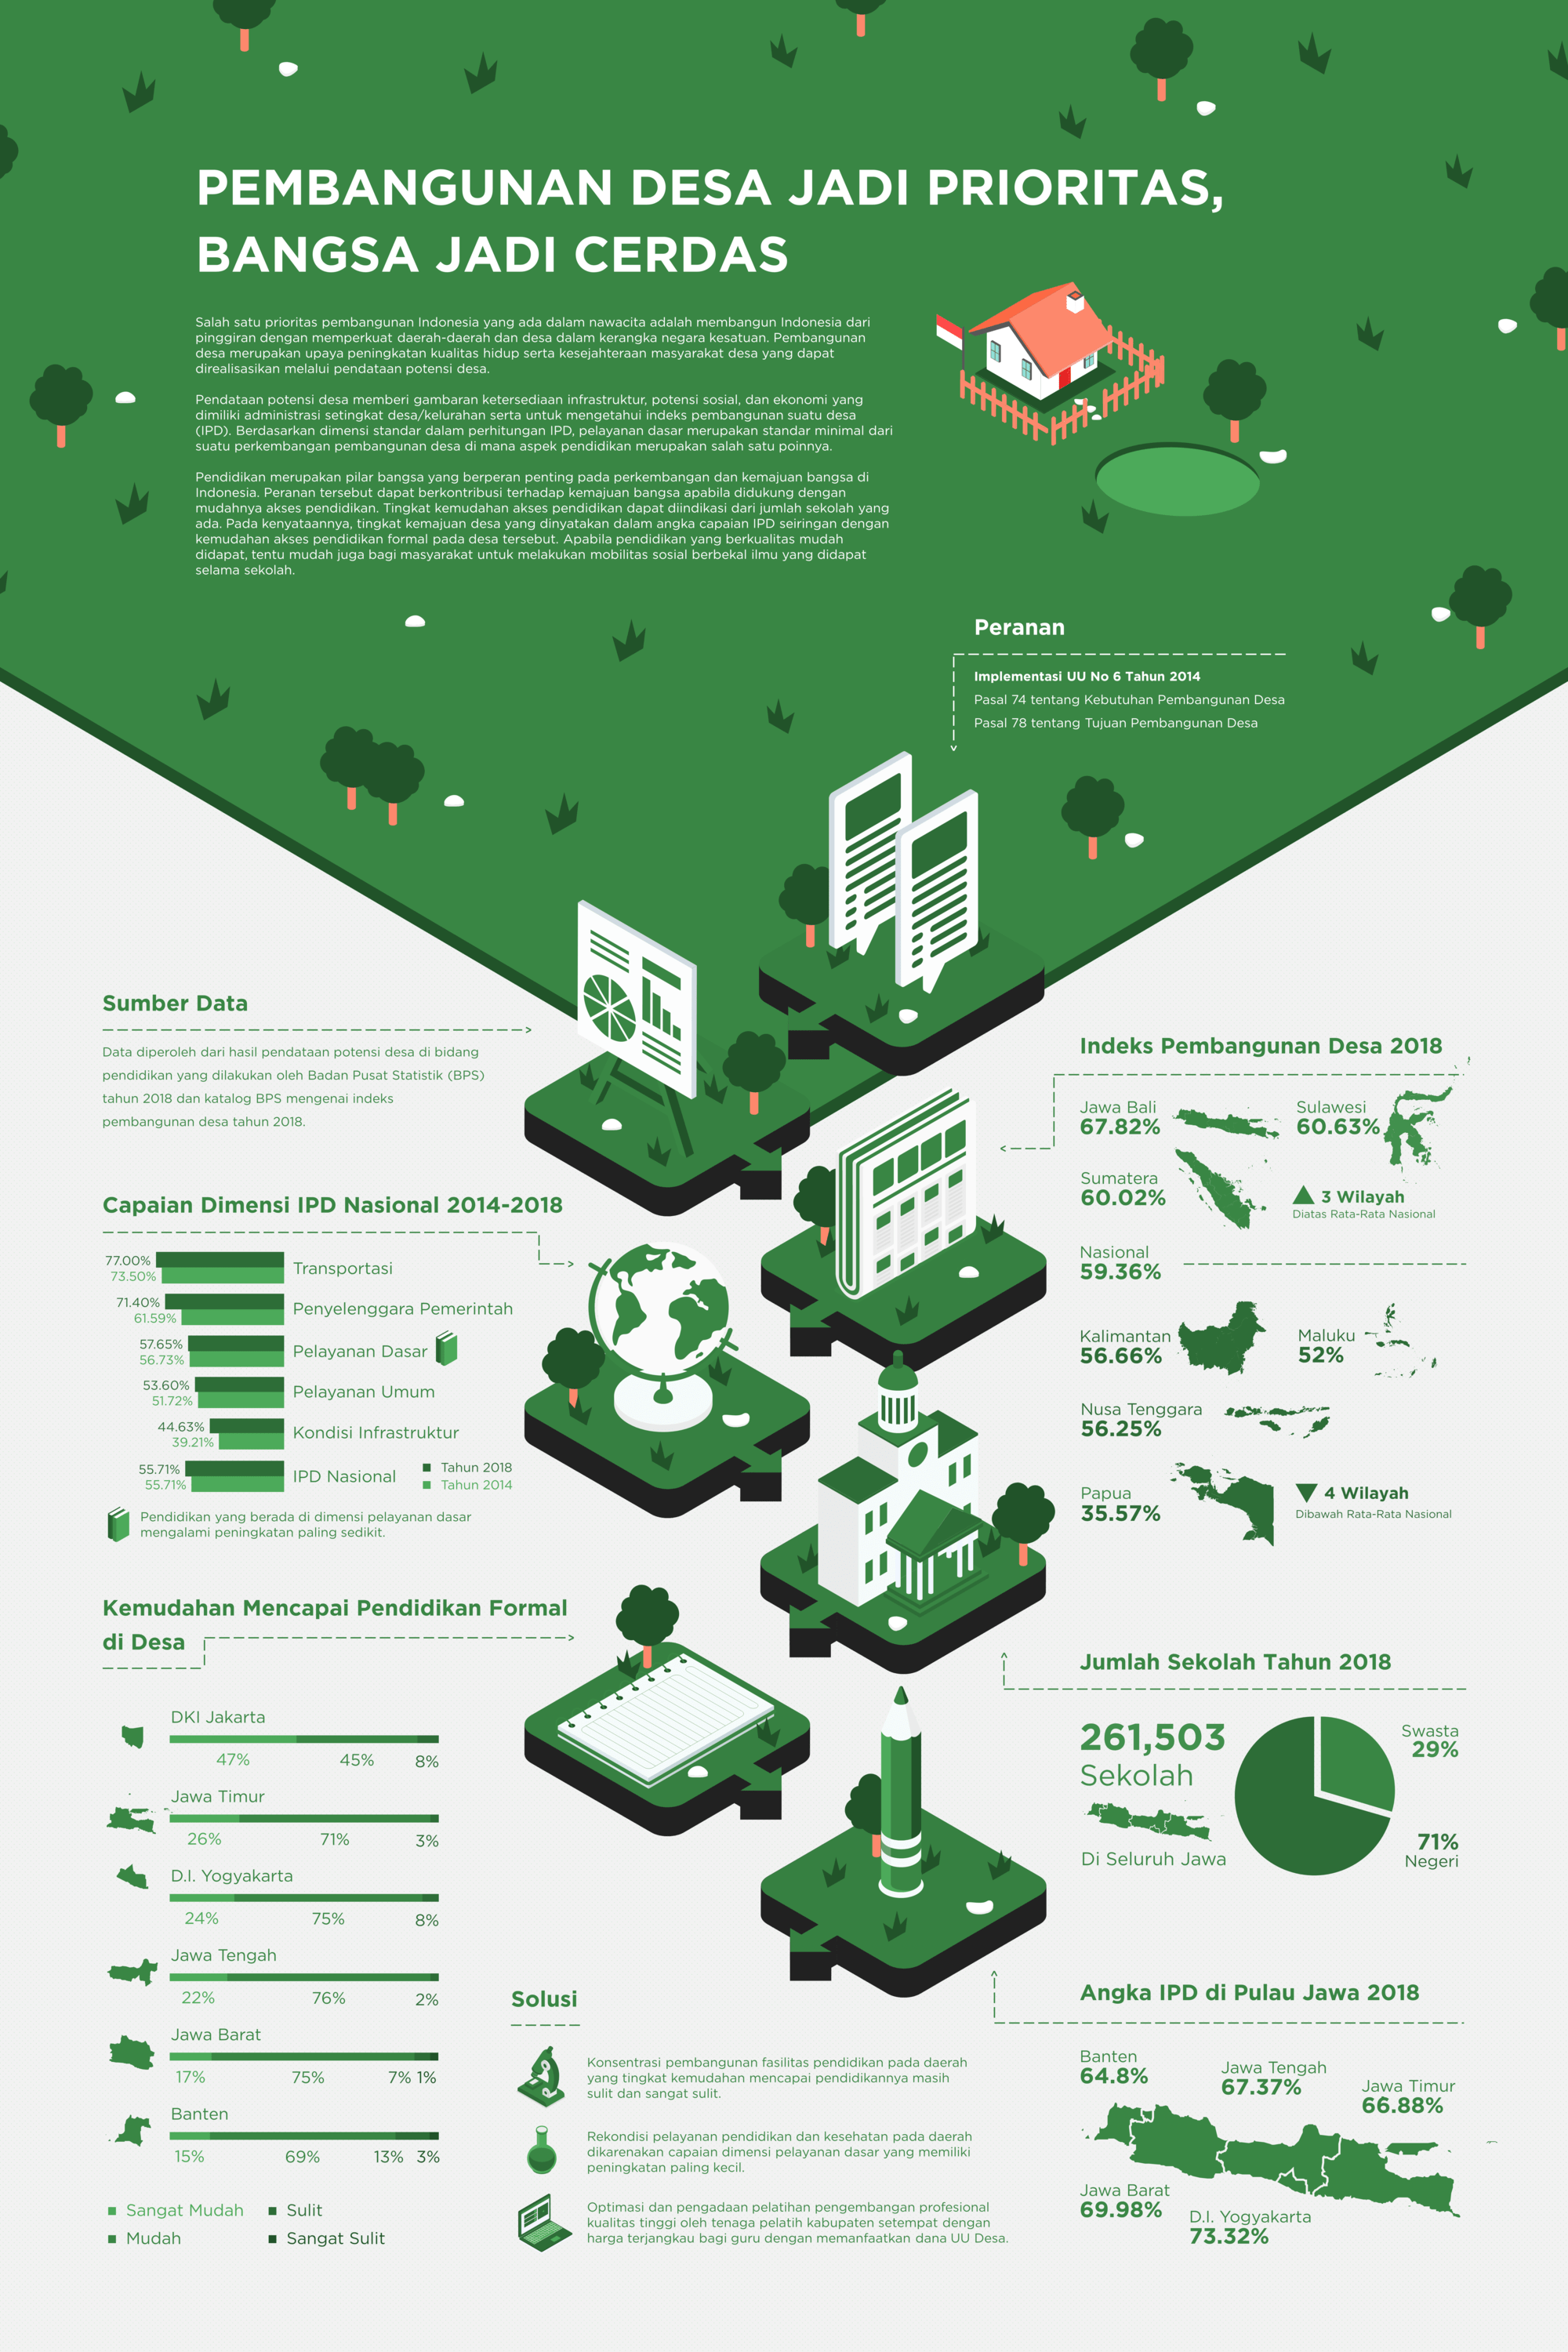 PEMBANGUNAN DESA JADI PRIORITAS,
BANGSA JADI CERDAS
Salah satu prioritas pembangunan Indonesia yang ada dalam nawacita adalah membangun Indonesia dari
pinggiran dengan memperkuat daerah-daerah dan desa dalam kerangka negara kesatuan. Pembangunan
desa merupakan upaya peningkatan kualitas hidup serta kesejahteraan masyarakat desa yang dapat
direalisasikan melalui pendataan potensi desa.
Pendataan potensi desa memberi gambaran ketersediaan infrastruktur, potensi sosial, dan ekonomi yang
dimiliki administrasi setingkat desa/kelurahan serta untuk mengetahui indeks pembangunan suatu desa
(IPD). Berdasarkan dimensi standar dalam perhitungan IPD, pelayanan dasar merupakan standar minimal dari
suatu perkembangan pembangunan desa di mana aspek pendidikan merupakan salah satu poinnya.
Pendidikan merupakan pilar bangsa yang berperan penting pada perkembangan dan kemajuan bangsa di
Indonesia. Peranan tersebut dapat berkontribusi terhadap kemajuan bangsa apabila didukung dengan
mudahnya akses pendidikan. Tingkat kemudahan akses pendidikan dapat diindikasi dari jumlah sekolah yang
ada. Pada kenyataannya, tingkat kemajuan desa yang dinyatakan dalam angka capaian IPD seiringan dengan
kemudahan akses pendidikan formal pada desa tersebut. Apabila pendidikan yang berkualitas mudah
didapat, tentu mudah juga bagi masyarakat untuk melakukan mobilitas sosial berbekal ilmu yang didapat
selama sekolah.
Peranan
Implementasi UU No 6 Tahun 2014
Pasal 74 tentang Kebutuhan Pembangunan Desa
Pasal 78 tentang Tujuan Pembangunan Desa
Sumber Data
Data diperoleh dari hasil pendataan potensi desa di bidang
pendidikan yang dilakukan oleh Badan Pusat Statistik (BPS)
tahun 2018 dan katalog BPS mengenai indeks
pembangunan desa tahun 2018.
Indeks Pembangunan Desa 2018
Jawa Bali
67.82%
Sulawesi
60.63%
Sumatera
60.02%
3 Wilayah
Diatas Rata-Rata Nasional
Nasional
59.36%
Kalimantan
56.66%
Maluku
52%
Nusa Tenggara
56.25%
Papua
35.57%
4 Wilayah
Dibawah Rata-Rata Nasional
Capaian Dimensi IPD Nasional 2014-2018
77.00%
73.50%
Transportasi
71.40%
61.59%
Penyelenggara Pemerintah
57.65%
56.73%
Pelayanan Dasar
53.60%
51.72%
Pelayanan Umum
44.63%
39.21%
Kondisi Infrastruktur
55.71%
55.71%
IPD Nasional
Tahun 2018
Tahun 2014
Pendidikan yang berada di dimensi pelayanan dasar
mengalami peningkatan paling sedikit.
Kemudahan Mencapai Pendidikan Formal
di Desa
DKI Jakarta
47% 45% 8%
Jawa Timur
26% 71% 3%
D.I. Yogyakarta
24% 75% 8%
Jawa Tengah
22% 76% 2%
Jawa Barat
17% 75% 7% 1%
Banten
15% 69% 13% 3%
Sangat Mudah
Sulit
Mudah
Sangat Sulit
Jumlah Sekolah Tahun 2018
261,503
Sekolah
Di Seluruh Jawa
Swasta
29%
71%
Negeri
Solusi
Konsentrasi pembangunan fasilitas pendidikan pada daerah
yang tingkat kemudahan mencapai pendidikannya masih
sulit dan sangat sulit.
Rekondisi pelayanan pendidikan dan kesehatan pada daerah
dikarenakan capaian dimensi pelayanan dasar yang memiliki
peningkatan paling kecil.
Optimasi dan pengadaan pelatihan pengembangan profesional
kualitas tinggi oleh tenaga pelatih kabupaten setempat dengan
harga terjangkau bagi guru dengan memanfaatkan dana UU Desa.
Angka IPD di Pulau Jawa 2018
Banten
64.8%
Jawa Tengah
67.37%
Jawa Timur
66.88%
Jawa Barat
69.98%
D.I. Yogyakarta
73.32%